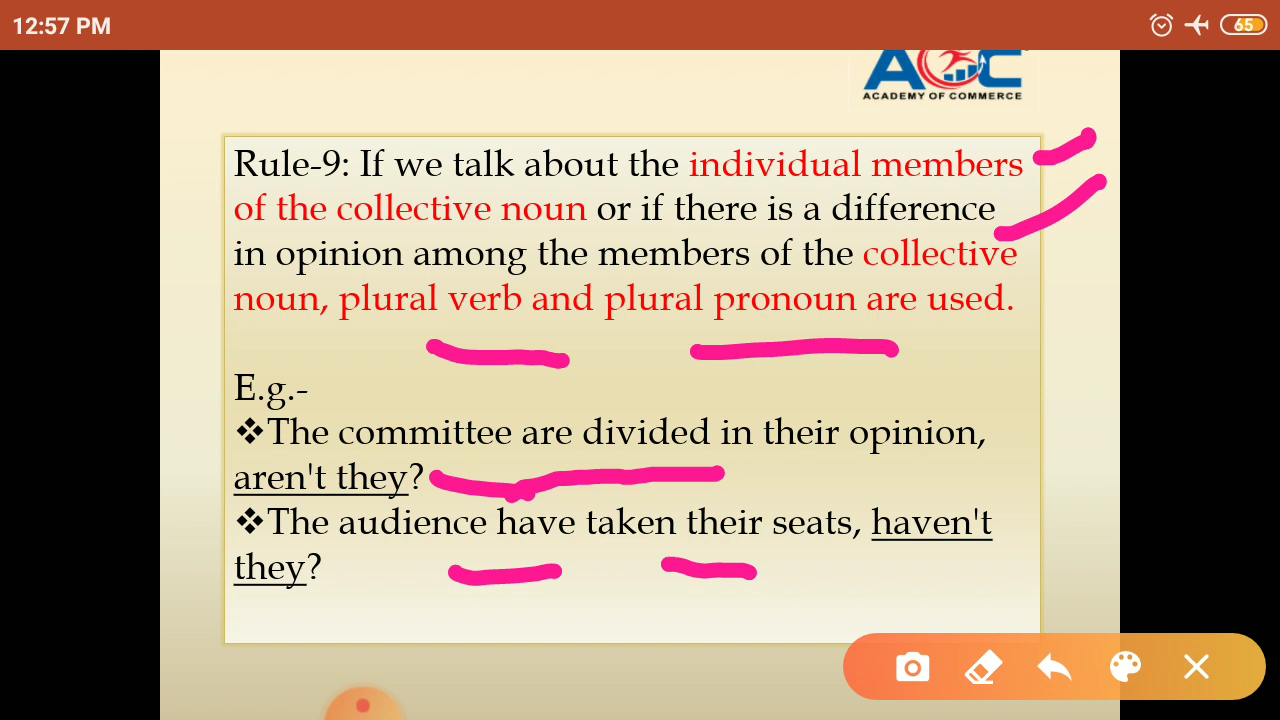 12:57 PM
65
AOC
ACADEMY OF COMMERCE
Rule-9: If we talk about the individual members
of the collective noun or if there is a difference
in opinion among the members of the collective
noun, plural verb and plural pronoun are used.
E.g.-
❖The committee are divided in their opinion,
aren't they?
❖The audience have taken their seats, haven't
they?